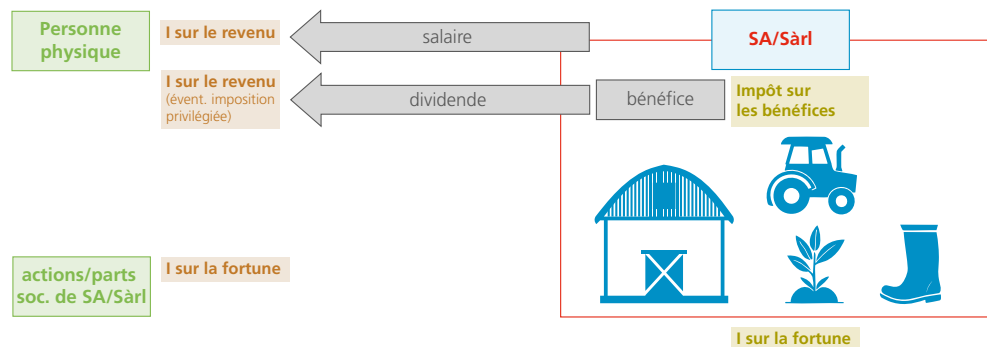 Personne
physique
I sur le revenu
salaire
SA/Sàrl
I sur le revenu
(évent. imposition
privilégiée)
dividende
bénéfice
Impôt sur
les bénéfices
actions/parts
soc. de SA/Sàrl
I sur la fortune
I sur la fortune